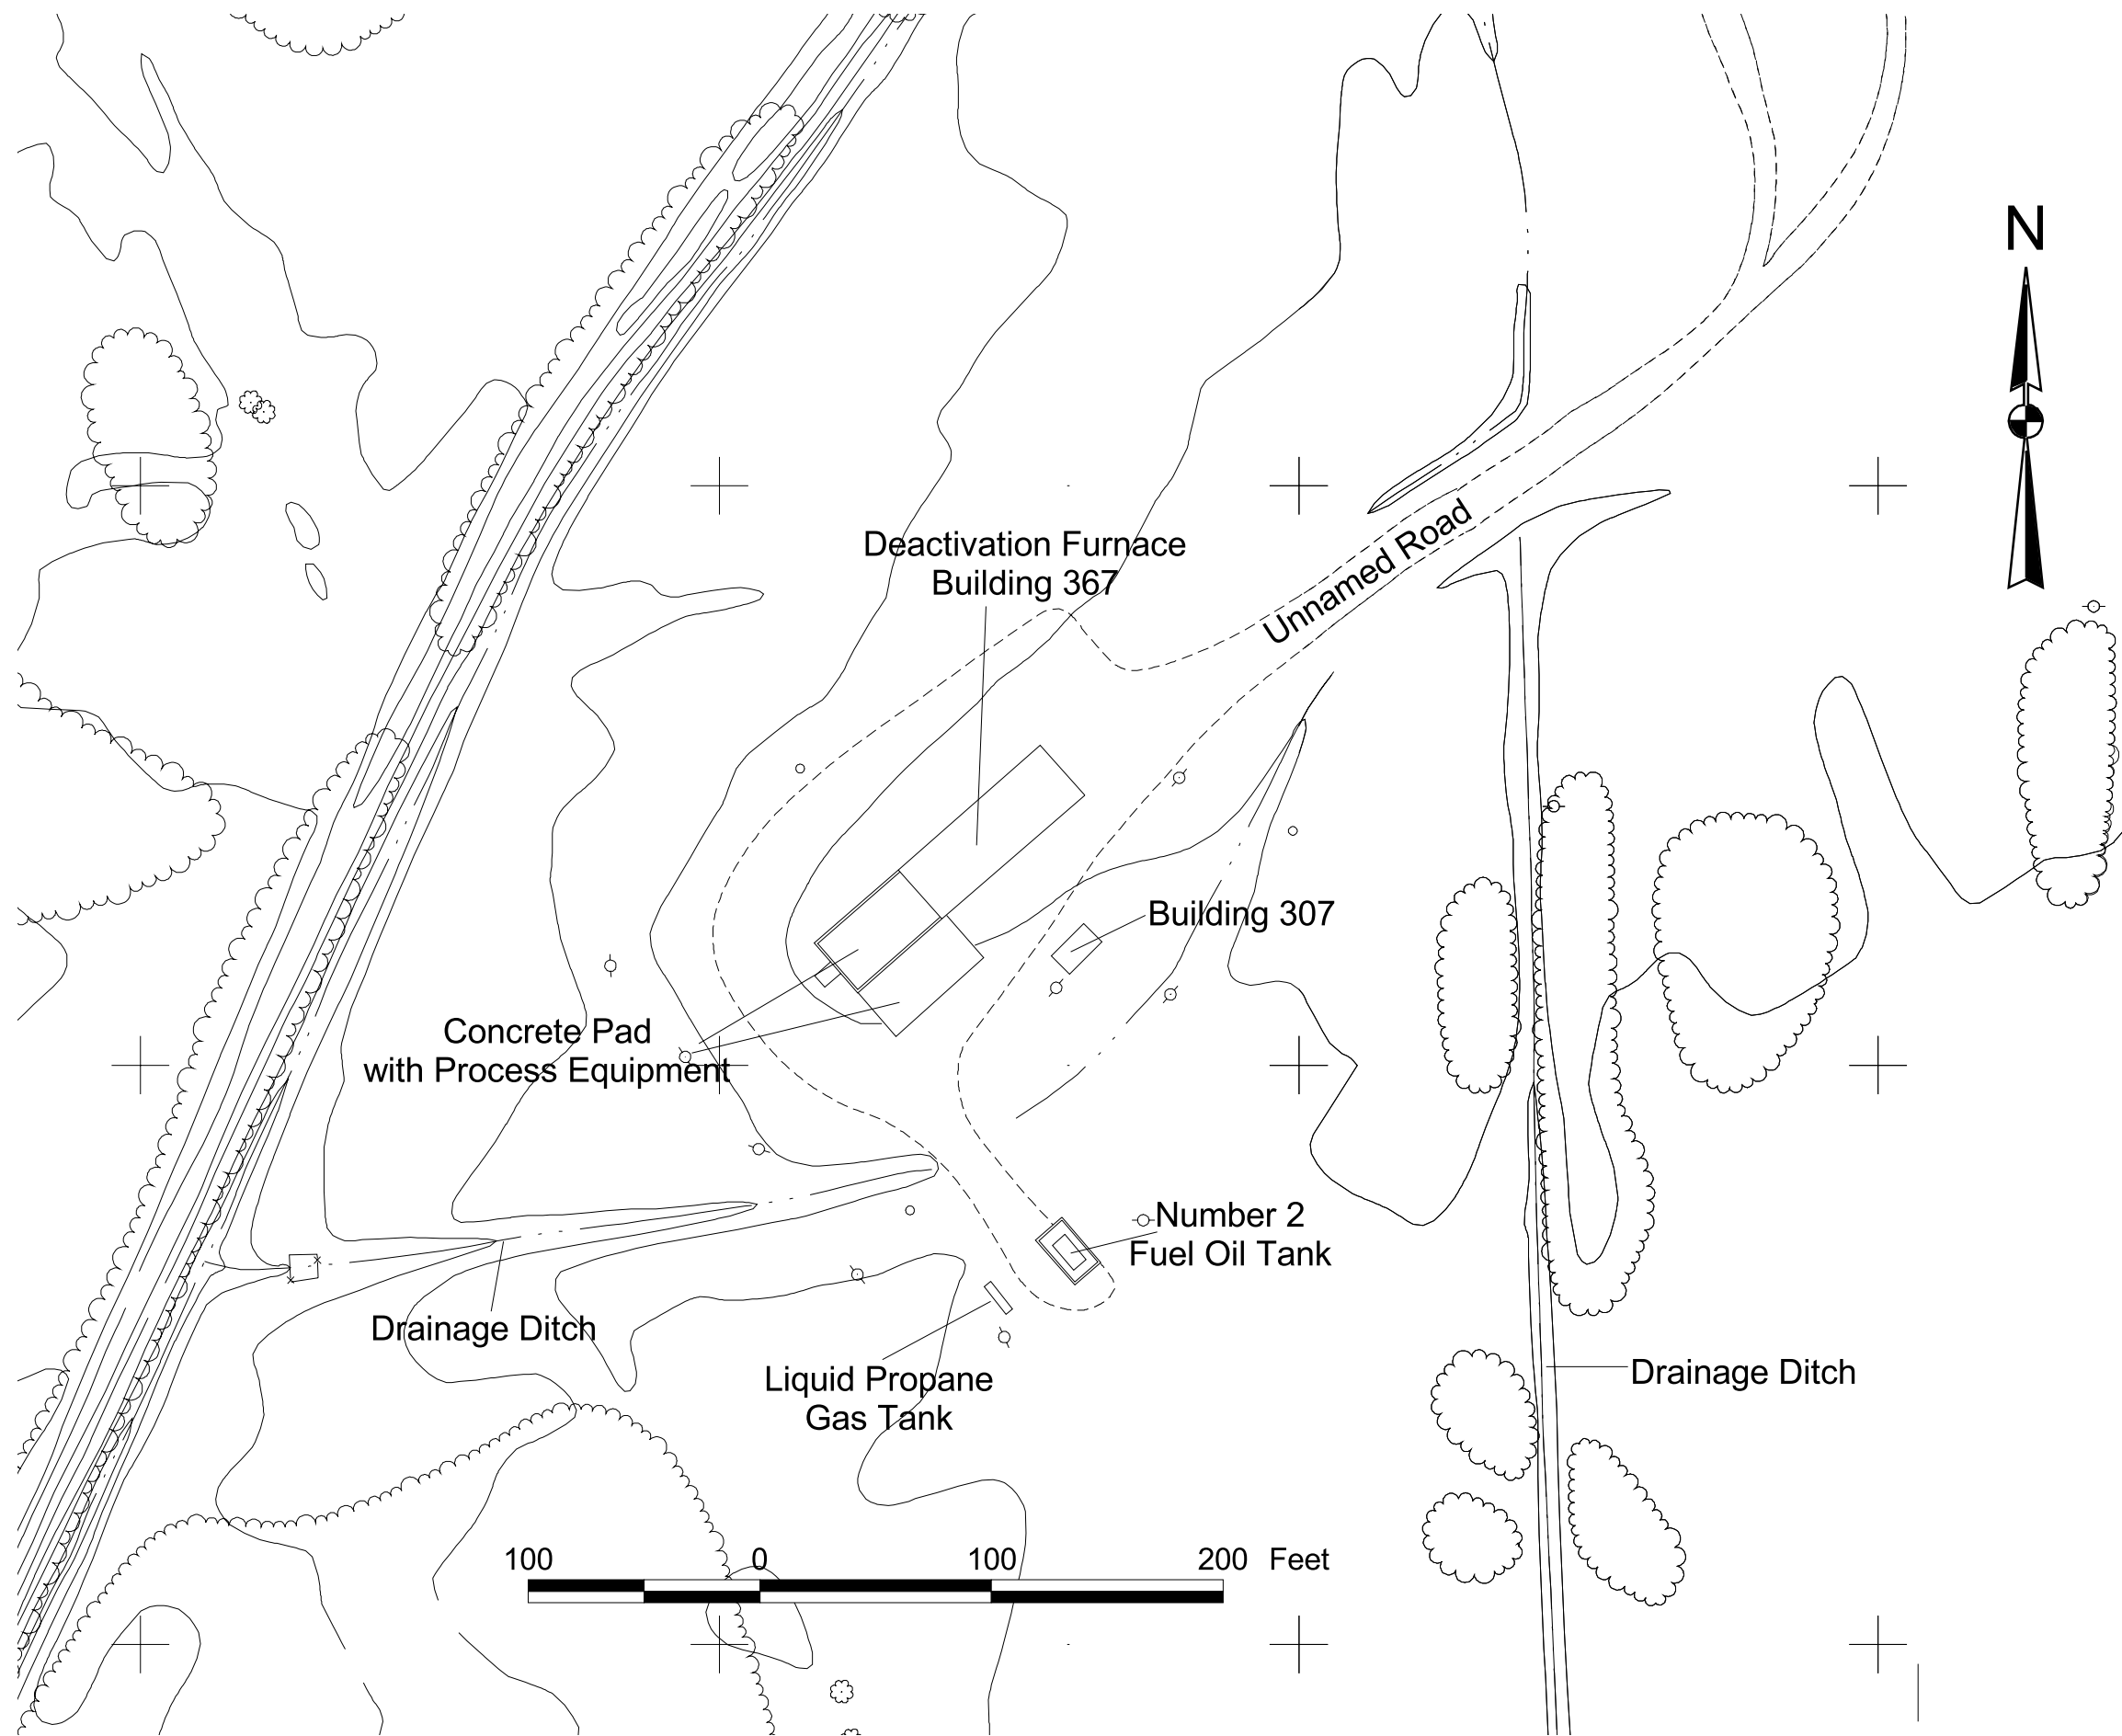 N
Deactivation Furnace
Building 367
Unnamed Road
Building 307
Concrete Pad
with Process Equipment
Number 2
Fuel Oil Tank
Drainage Ditch
Liquid Propane
Gas Tank
Drainage Ditch
100 0 100 200 Feet